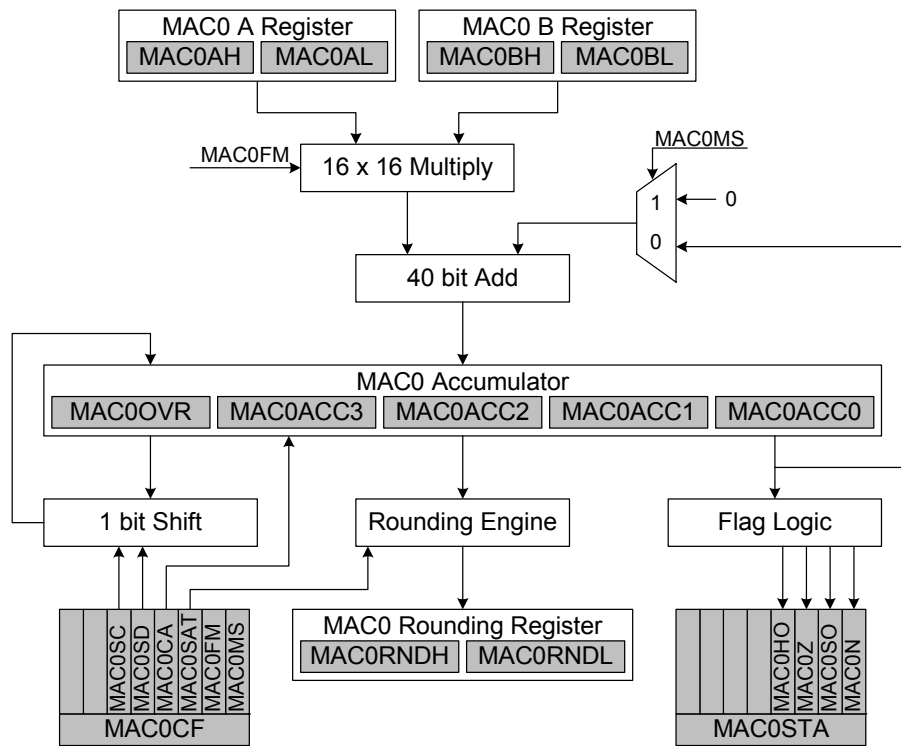 MAC0 A Register
MAC0AH MAC0AL
MAC0 B Register
MAC0BH MAC0BL
MAC0FM
16 x 16 Multiply
MAC0MS
1
0
0
40 bit Add
MAC0 Accumulator
MAC0OVR MAC0ACC3 MAC0ACC2 MAC0ACC1 MAC0ACC0
1 bit Shift
Rounding Engine
Flag Logic
MAC0SC
MAC0SD
MAC0CA
MAC0SAT
MAC0FM
MAC0MS
MAC0CF
MAC0 Rounding Register
MAC0RNDH MAC0RNDL
MAC0HO
MAC0Z
MAC0SO
MAC0N
MAC0STA